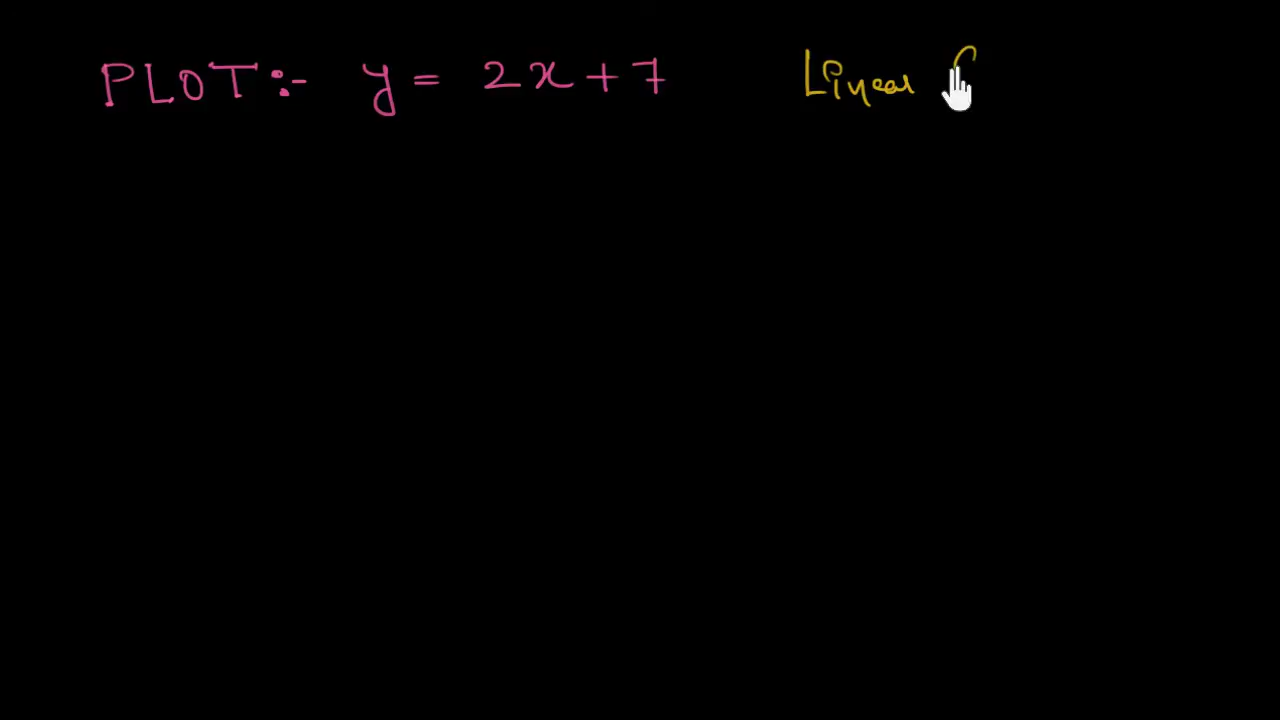 PLOT:- y = 2x + 7 Linear